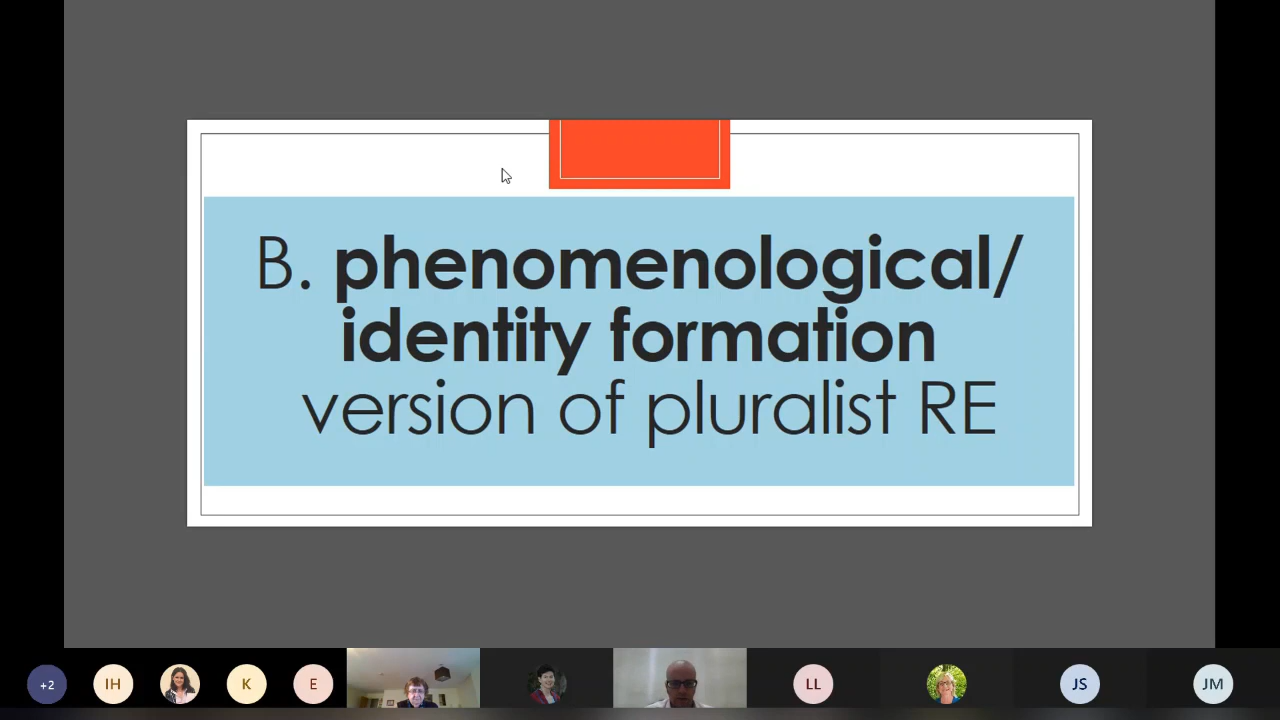 B. phenomenological/
identity formation
version of pluralist RE
+2
IH
K
E
LL
JS
JM